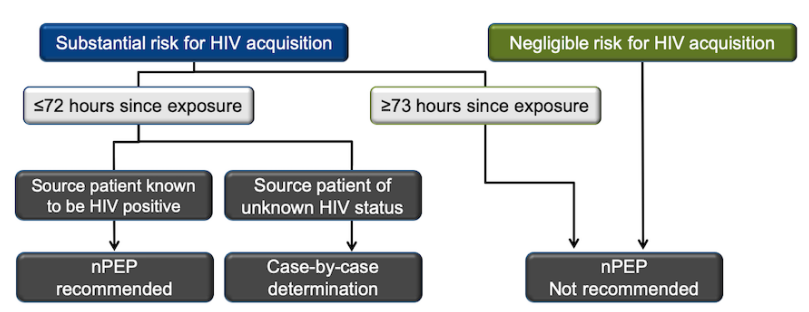 Substantial risk for HIV acquisition
Negligible risk for HIV acquisition
≤72 hours since exposure
≥73 hours since exposure
Source patient known
to be HIV positive
Source patient of
unknown HIV status
nPEP
recommended
Case-by-case
determination
nPEP
Not recommended